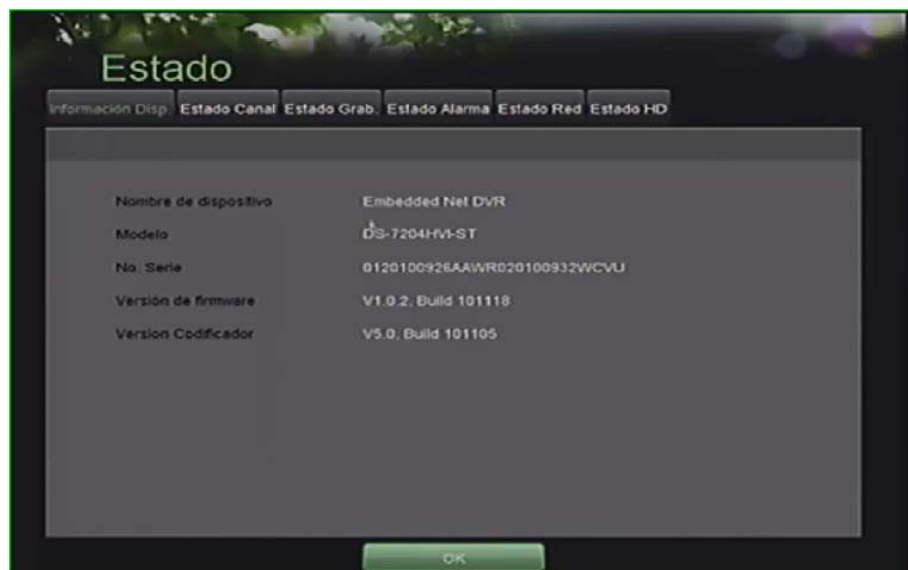 Estado
Información Disp. Estado Canal Estado Grab. Estado Alarma Estado Red Estado HD
Nombre de dispositivo Embedded Net DVR
Modelo DS-7204HVI-ST
No. Serie 0120100926AAWR020100932WCVU
Versión de firmware V1.0.2, Build 101118
Version Codificador V5.0, Build 101105
OK